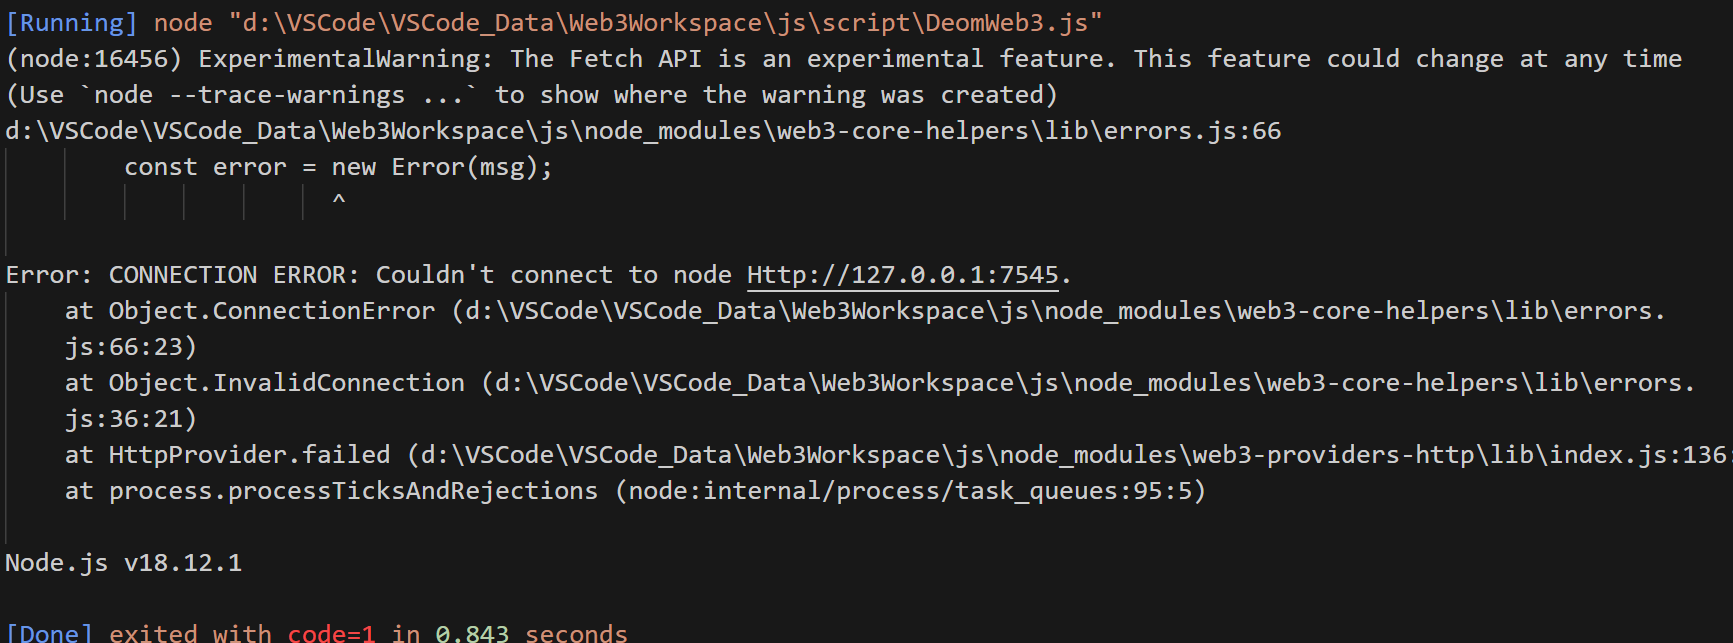 [Running] node "d:\VSCode\VSCode_Data\Web3Workspace\js\script\DeomWeb3.js"
(node:16456) ExperimentalWarning: The Fetch API is an experimental feature. This feature could change at any time
(Use `node --trace-warnings ...` to show where the warning was created)
d:\VSCode\VSCode_Data\Web3Workspace\js\node_modules\web3-core-helpers\lib\errors.js:66
        const error = new Error(msg);
                      ^
Error: CONNECTION ERROR: Couldn't connect to node Http://127.0.0.1:7545.
    at Object.ConnectionError (d:\VSCode\VSCode_Data\Web3Workspace\js\node_modules\web3-core-helpers\lib\errors.
    js:66:23)
    at Object.InvalidConnection (d:\VSCode\VSCode_Data\Web3Workspace\js\node_modules\web3-core-helpers\lib\errors.
    js:36:21)
    at HttpProvider.failed (d:\VSCode\VSCode_Data\Web3Workspace\js\node_modules\web3-providers-http\lib\index.js:136:
    at process.processTicksAndRejections (node:internal/process/task_queues:95:5)
Node.js v18.12.1
[Done] exited with code=1 in 0.843 seconds